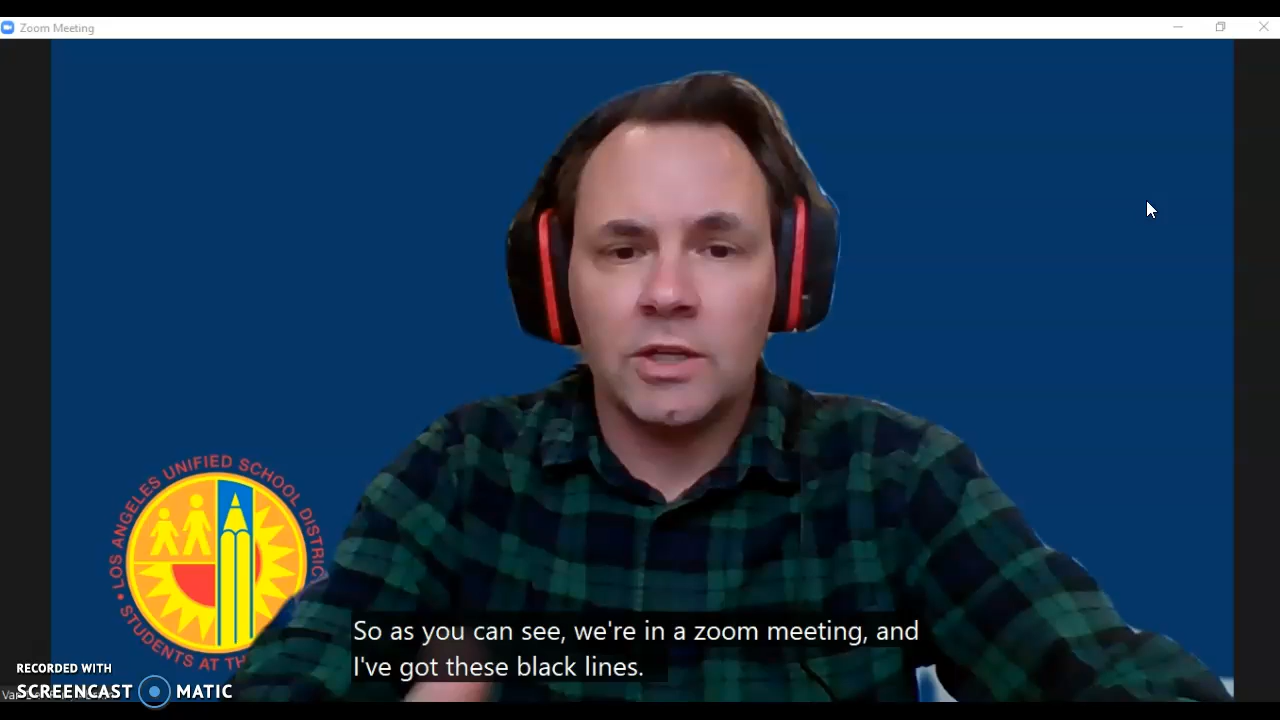 Zoom Meeting
LOS ANGELES UNIFIED SCHOOL DISTRIC
• STUDENTS AT TH
So as you can see, we're in a zoom meeting, and
I've got these black lines.
RECORDED WITH
SCREENCAST MATIC